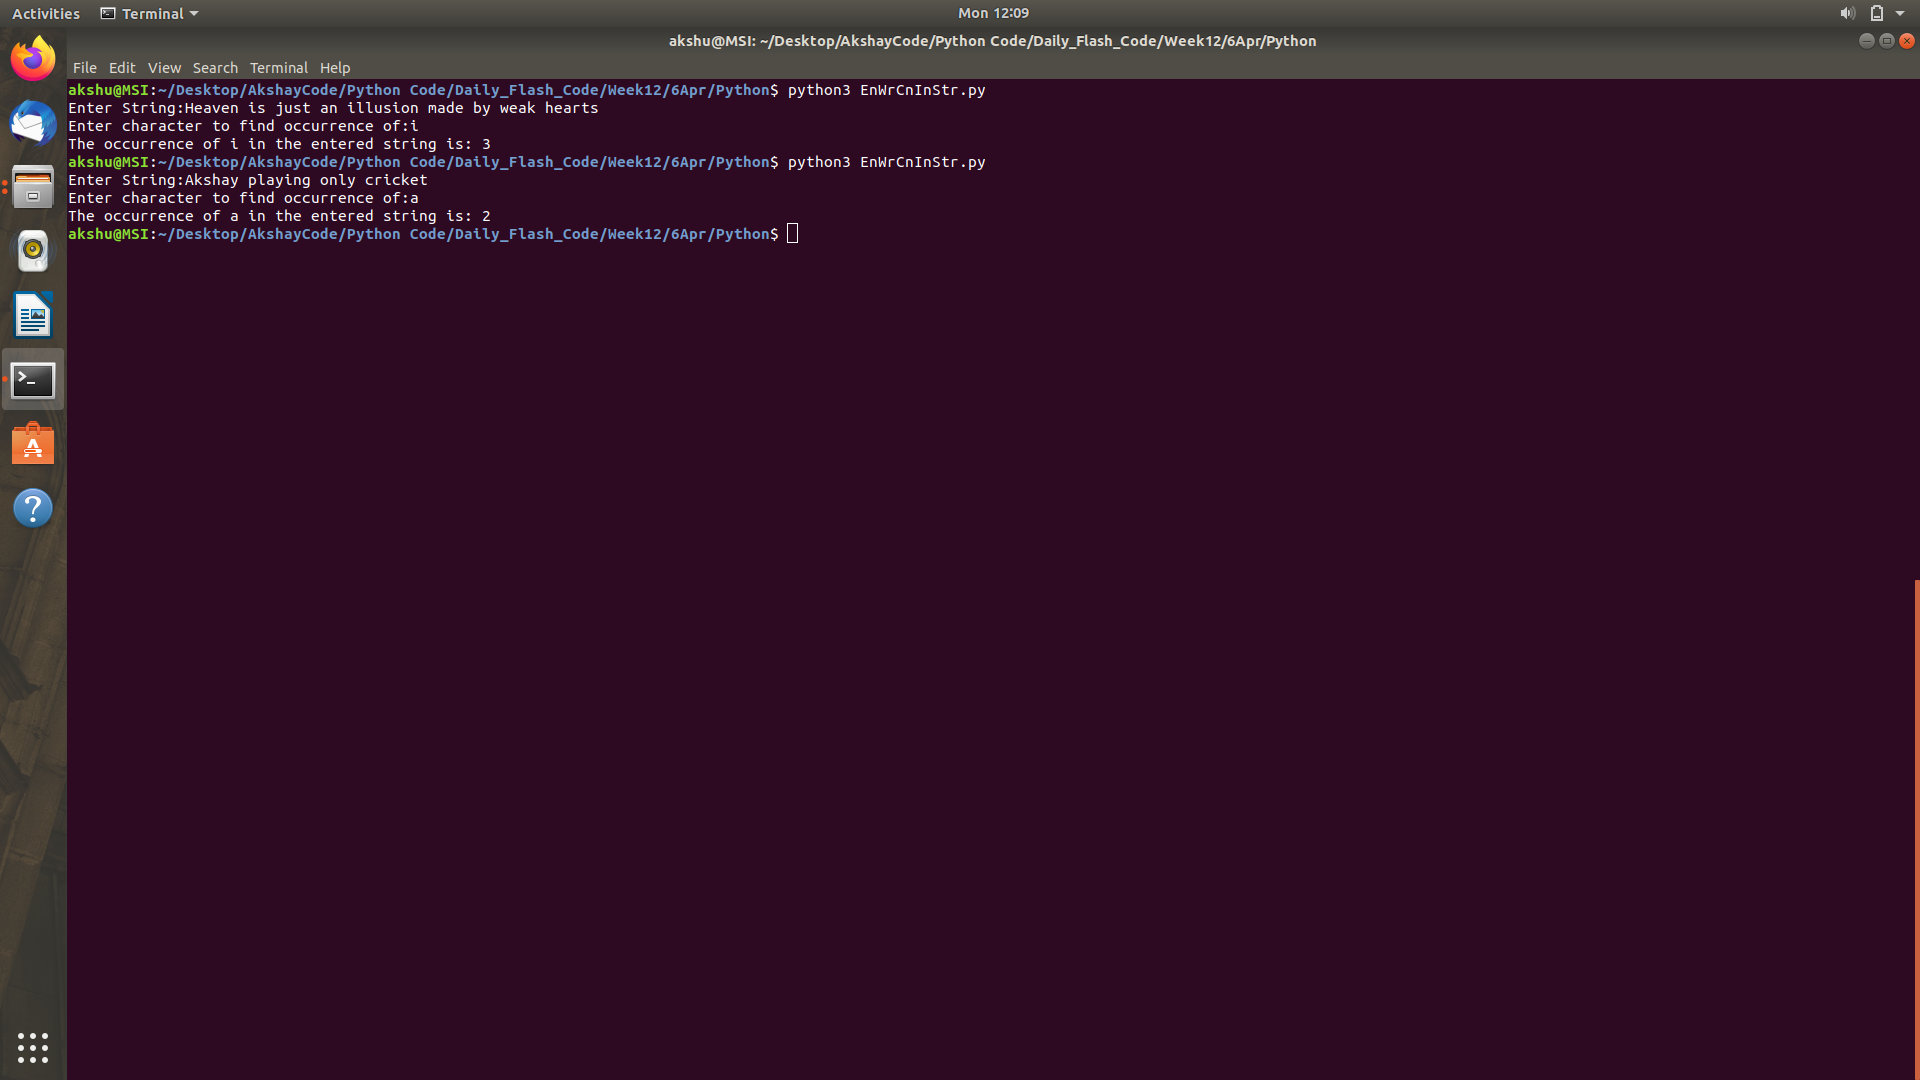 Activities Terminal Mon 12:09
akshu@MSI: ~/Desktop/AkshayCode/Python Code/Daily_Flash_Code/Week12/6Apr/Python
File Edit View Search Terminal Help
akshu@MSI:~/Desktop/AkshayCode/Python Code/Daily_Flash_Code/Week12/6Apr/Python$ python3 EnWrCnInStr.py
Enter String:Heaven is just an illusion made by weak hearts
Enter character to find occurrence of:i
The occurrence of i in the entered string is: 3
akshu@MSI:~/Desktop/AkshayCode/Python Code/Daily_Flash_Code/Week12/6Apr/Python$ python3 EnWrCnInStr.py
Enter String:Akshay playing only cricket
Enter character to find occurrence of:a
The occurrence of a in the entered string is: 2
akshu@MSI:~/Desktop/AkshayCode/Python Code/Daily_Flash_Code/Week12/6Apr/Python$